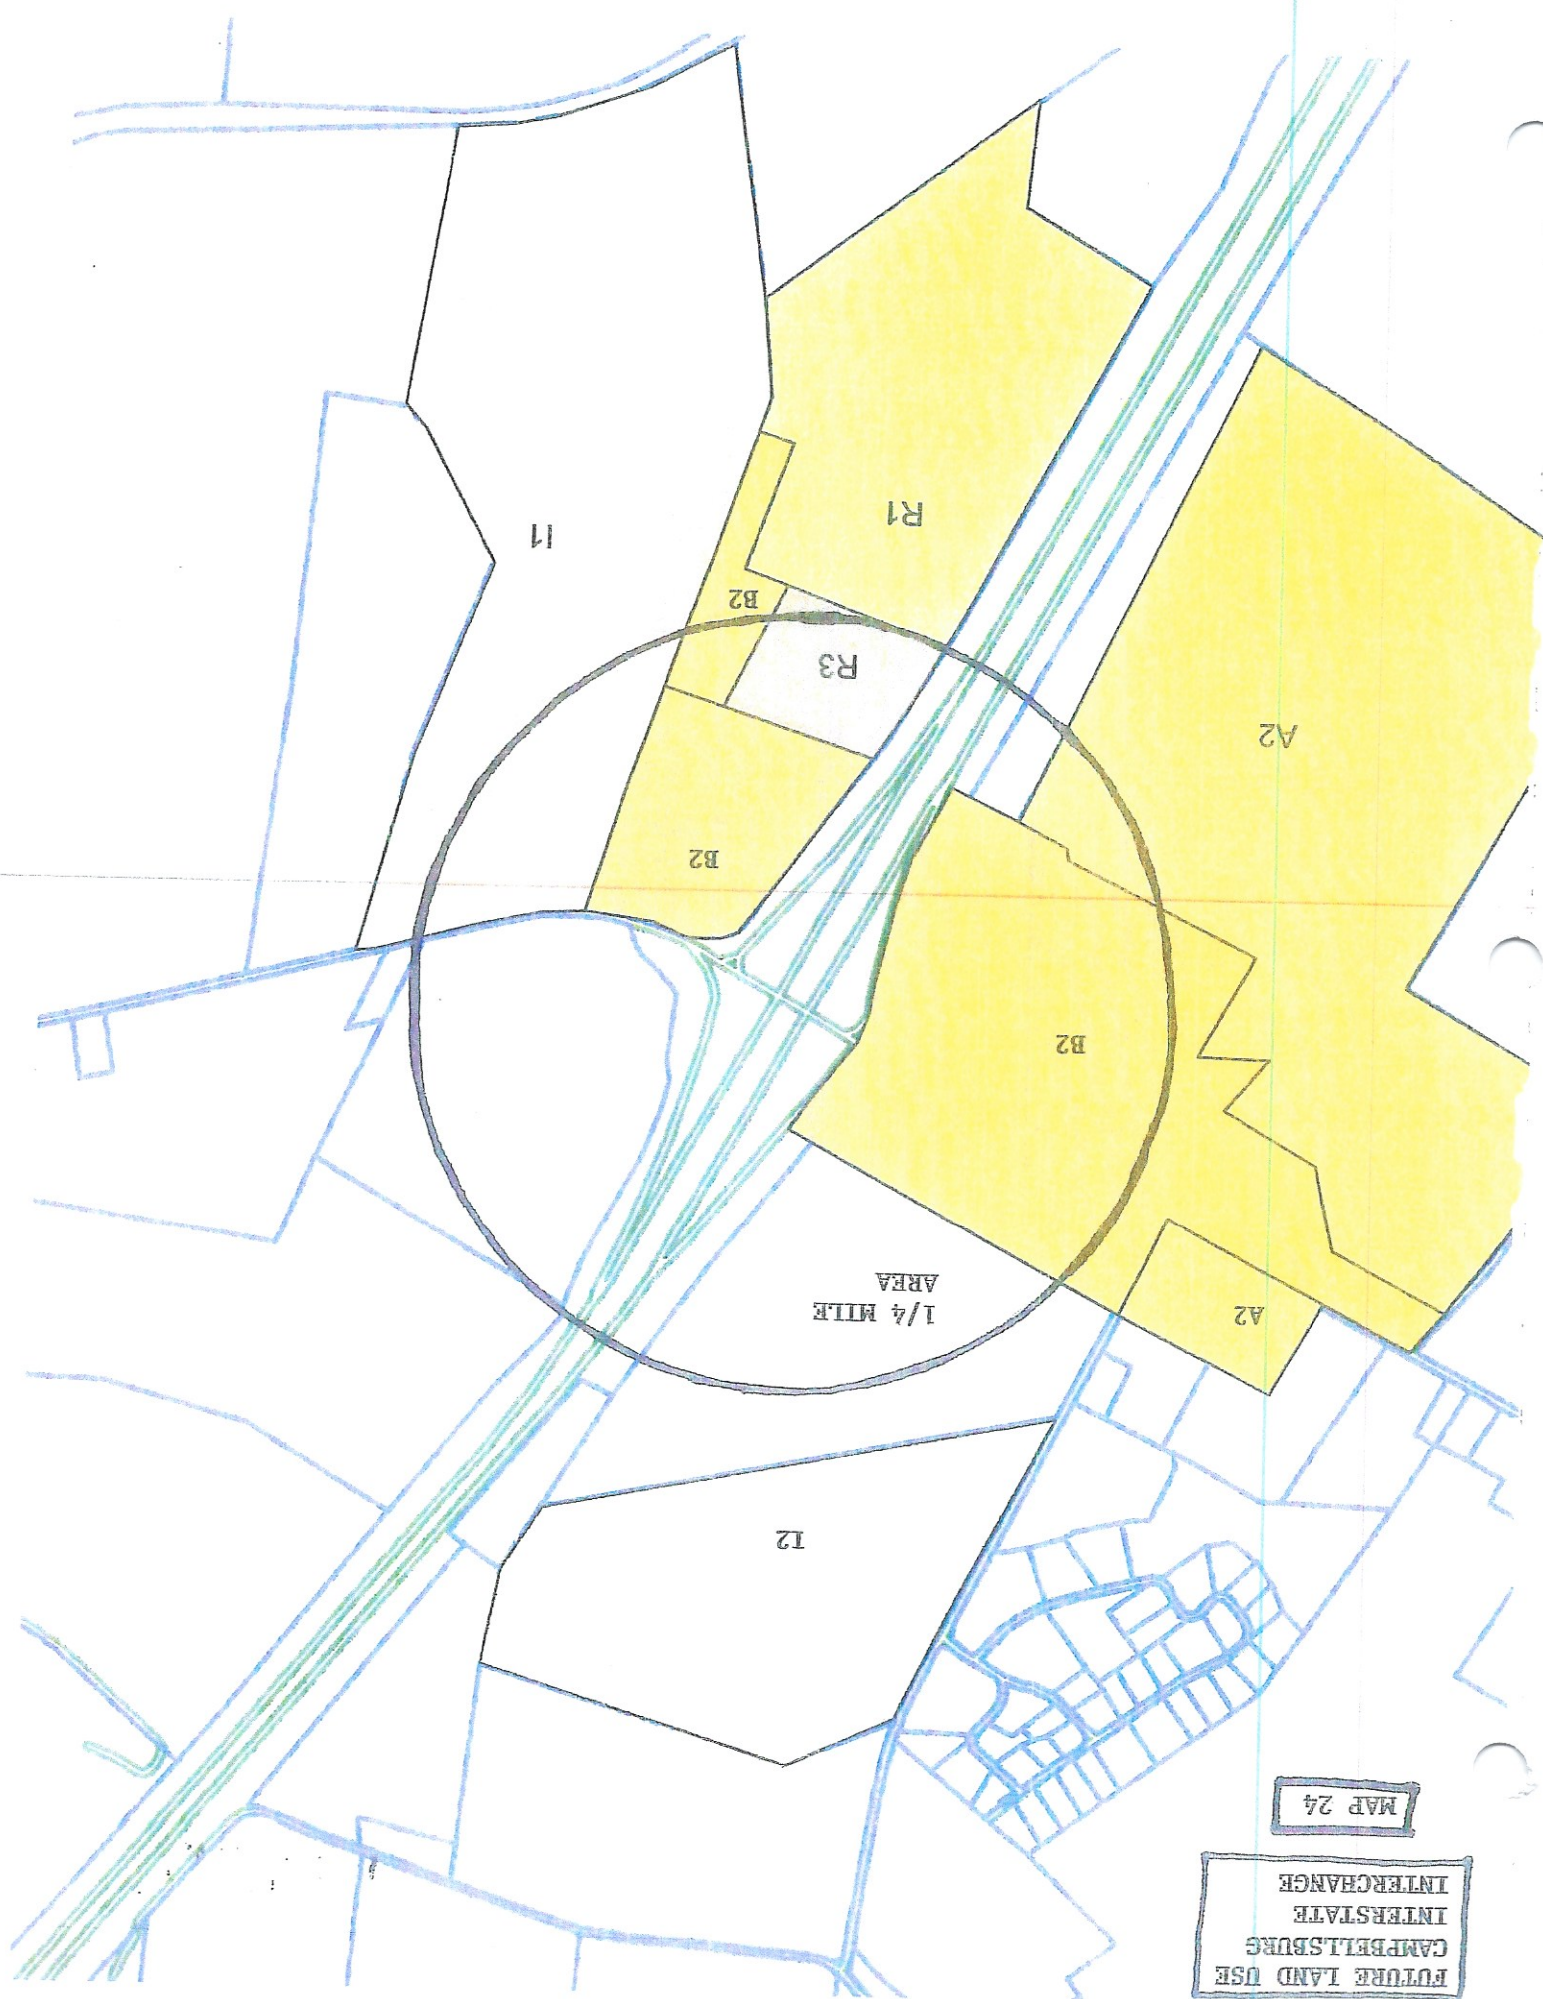 FUTURE LAND USE
CAMPBELLSBURG
INTERSTATE
INTERCHANGE
MAP 24
I2
A2
1/4 MILE
AREA
B2
B2
A2
R3
B2
R1
I1